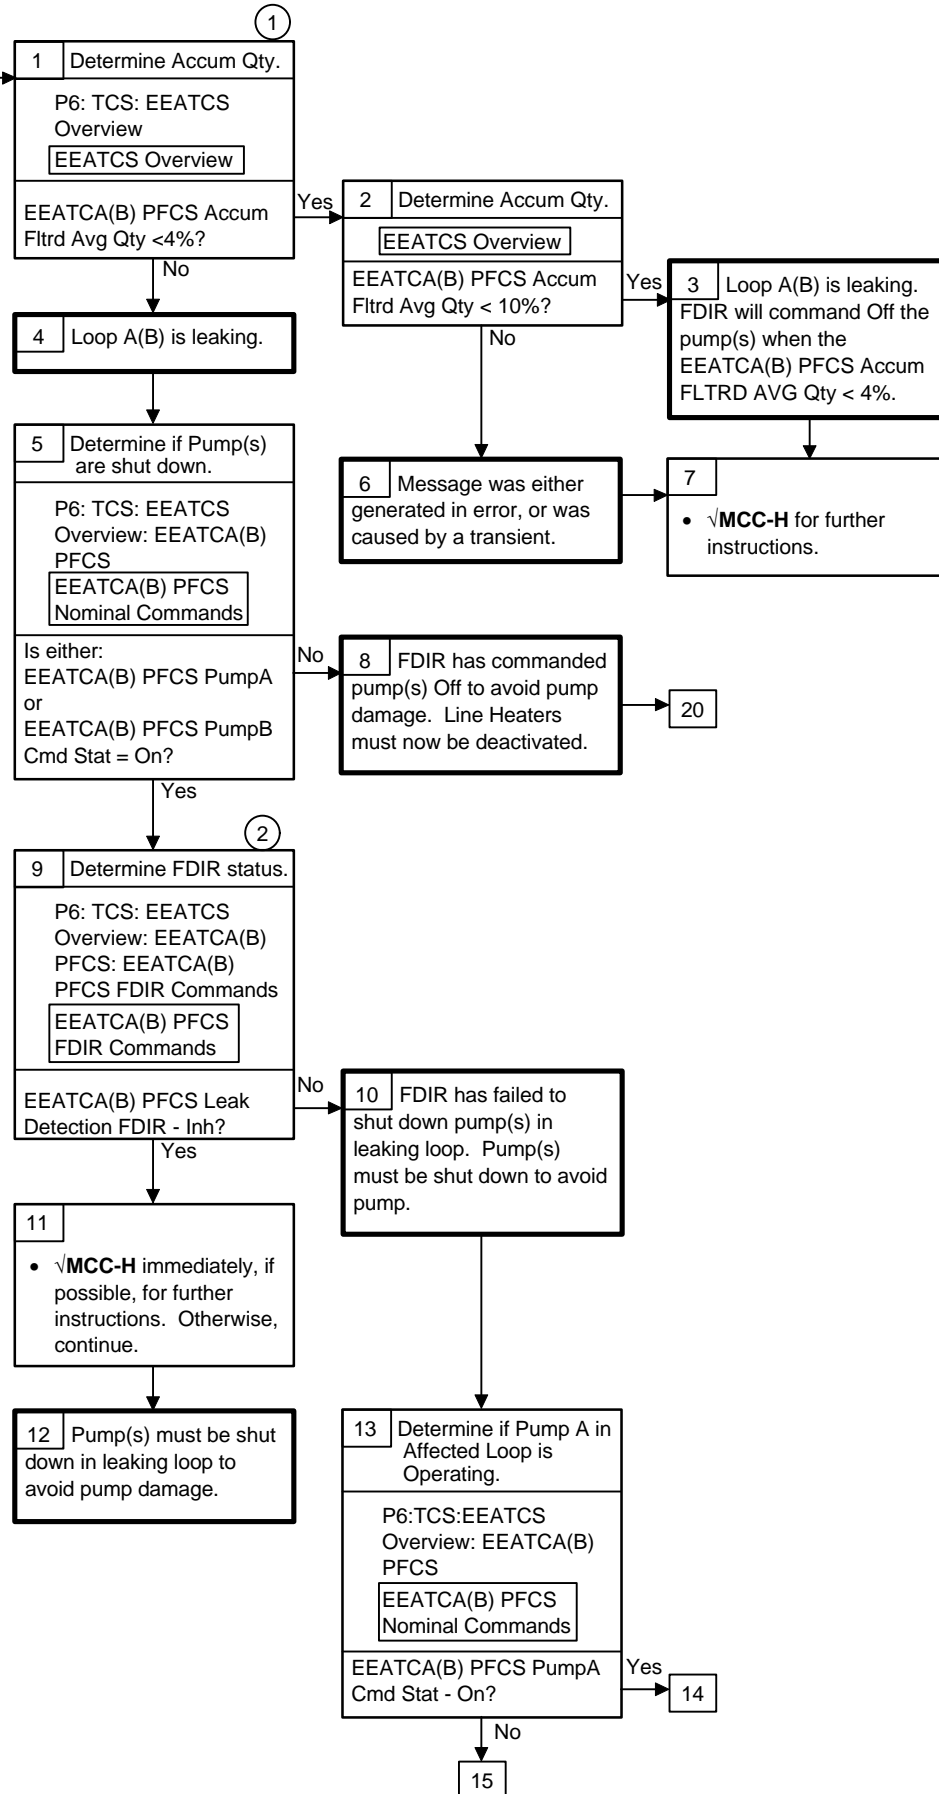 1
1 Determine Accum Qty.
P6: TCS: EEATCS
Overview
EEATCS Overview
EEATCA(B) PFCS Accum
Fltrd Avg Qty <4%?
Yes
No
2 Determine Accum Qty.
EEATCS Overview
EEATCA(B) PFCS Accum
Fltrd Avg Qty < 10%?
Yes
No
3 Loop A(B) is leaking.
FDIR will command Off the
pump(s) when the
EEATCA(B) PFCS Accum
FLTRD AVG Qty < 4%.
4 Loop A(B) is leaking.
5 Determine if Pump(s)
are shut down.
P6: TCS: EEATCS
Overview: EEATCA(B)
PFCS
EEATCA(B) PFCS
Nominal Commands
Is either:
EEATCA(B) PFCS PumpA
or
EEATCA(B) PFCS PumpB
Cmd Stat = On?
No
Yes
6 Message was either
generated in error, or was
caused by a transient.
7
• √MCC-H for further
instructions.
8 FDIR has commanded
pump(s) Off to avoid pump
damage. Line Heaters
must now be deactivated.
20
2
9 Determine FDIR status.
P6: TCS: EEATCS
Overview: EEATCA(B)
PFCS: EEATCA(B)
PFCS FDIR Commands
EEATCA(B) PFCS
FDIR Commands
EEATCA(B) PFCS Leak
Detection FDIR - Inh?
No
Yes
10 FDIR has failed to
shut down pump(s) in
leaking loop. Pump(s)
must be shut down to avoid
pump.
11
• √MCC-H immediately, if
possible, for further
instructions. Otherwise,
continue.
12 Pump(s) must be shut
down in leaking loop to
avoid pump damage.
13 Determine if Pump A in
Affected Loop is
Operating.
P6:TCS:EEATCS
Overview: EEATCA(B)
PFCS
EEATCA(B) PFCS
Nominal Commands
EEATCA(B) PFCS PumpA
Cmd Stat - On?
Yes
14
No
15